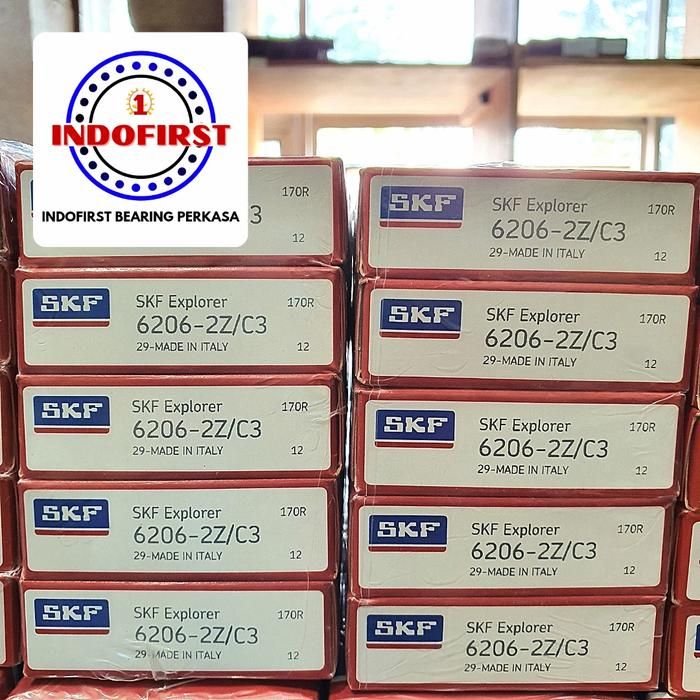 1
INDOFIRST
INDOFIRST BEARING PERKASA
170R
3
12
SKF
SKF Explorer
170R
6206-2Z/C3
29-MADE IN ITALY
12
SKF
SKF Explorer
170R
6206-2Z/C3
29-MADE IN ITALY
12
SKF
SKF Explorer
170R
6206-2Z/C3
29-MADE IN ITALY
12
SKF
SKF Explorer
170R
6206-2Z/C3
29-MADE IN ITALY
12
SKF
SKF Explorer
170R
6206-2Z/C3
29-MADE IN ITALY
12
SKF
SKF Explorer
170R
6206-2Z/C3
29-MADE IN ITALY
12
SKF
SKF Explorer
170R
6206-2Z/C3
29-MADE IN ITALY
12
SKF
SKF Explorer
170R
6206-2Z/C3
29-MADE IN ITALY
12
SKF
SKF Explorer
170R
6206-2Z/C3
29-MADE IN ITALY
12